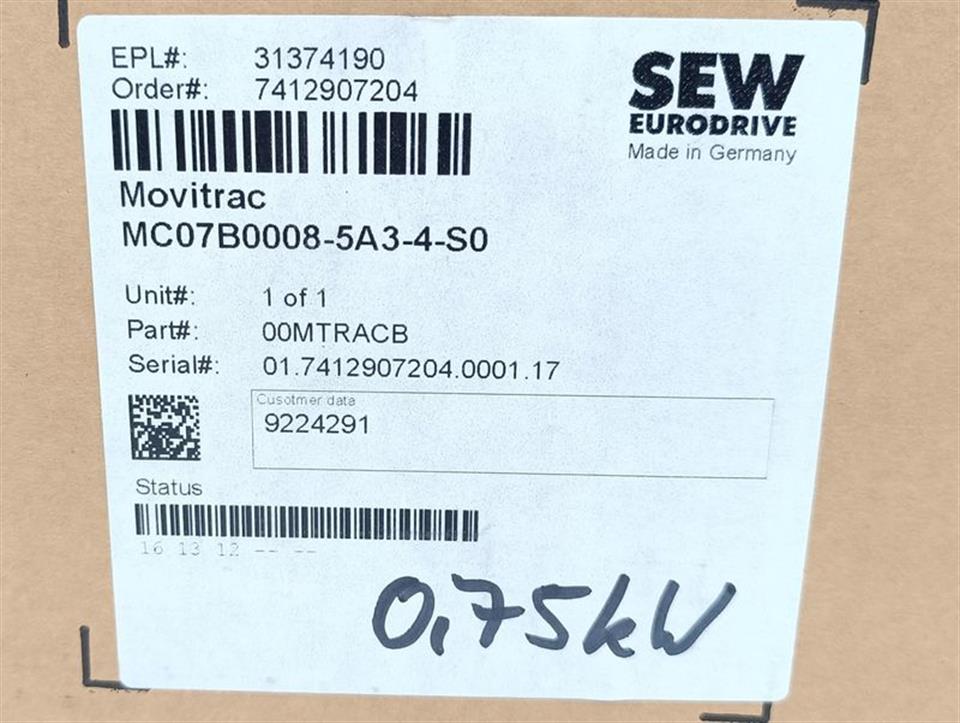 EPL#: 31374190
Order#: 7412907204
SEW
EURODRIVE
Made in Germany
Movitrac
MC07B0008-5A3-4-S0
Unit#: 1 of 1
Part#: 00MTRACB
Serial#: 01.7412907204.0001.17
Cusotmer data
9224291
Status
16 13 12 -- --
0,75kW